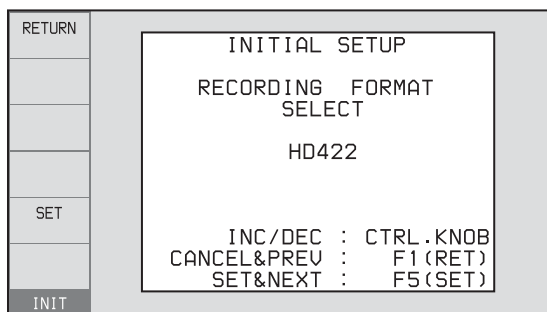 RETURN
SET
INIT
INITIAL SETUP
RECORDING FORMAT
SELECT
HD422
INC/DEC : CTRL.KNOB
CANCEL&PREV : F1(RET)
SET&NEXT : F5(SET)